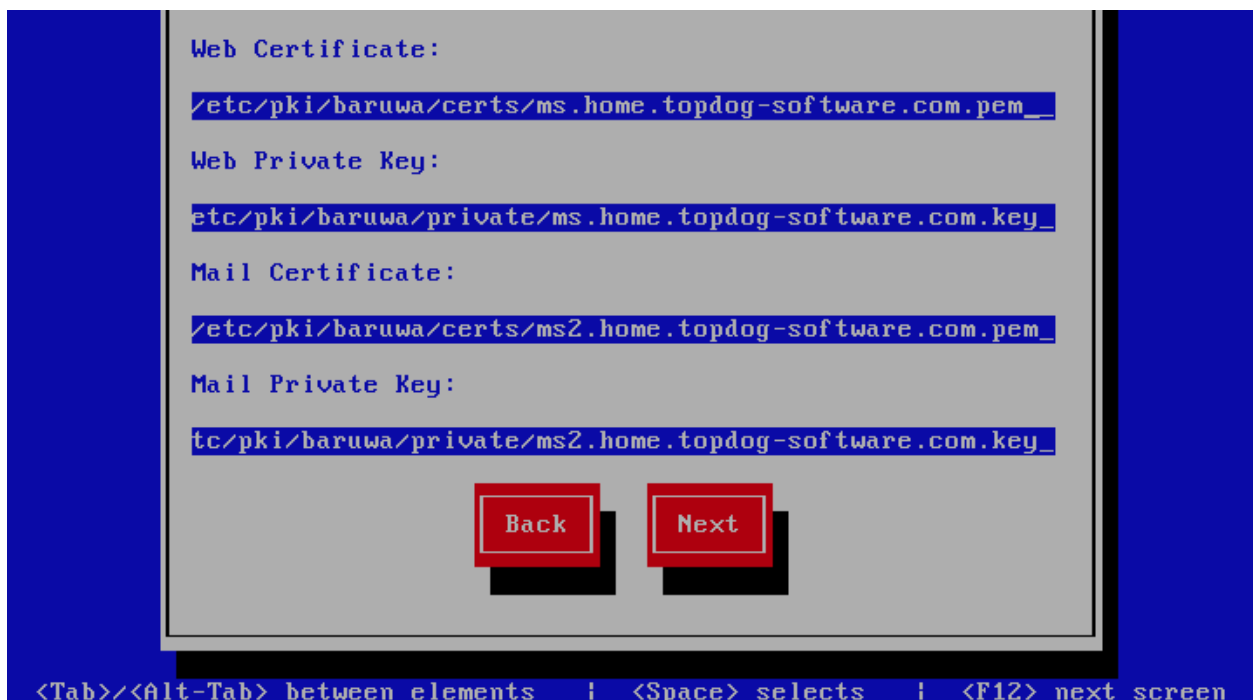 Web Certificate:
/etc/pki/baruwa/certs/ms.home.topdog-software.com.pem__
Web Private Key:
etc/pki/baruwa/private/ms.home.topdog-software.com.key_
Mail Certificate:
/etc/pki/baruwa/certs/ms2.home.topdog-software.com.pem_
Mail Private Key:
tc/pki/baruwa/private/ms2.home.topdog-software.com.key_
Back Next
<Tab>/<Alt-Tab> between elements | <Space> selects | <F12> next screen